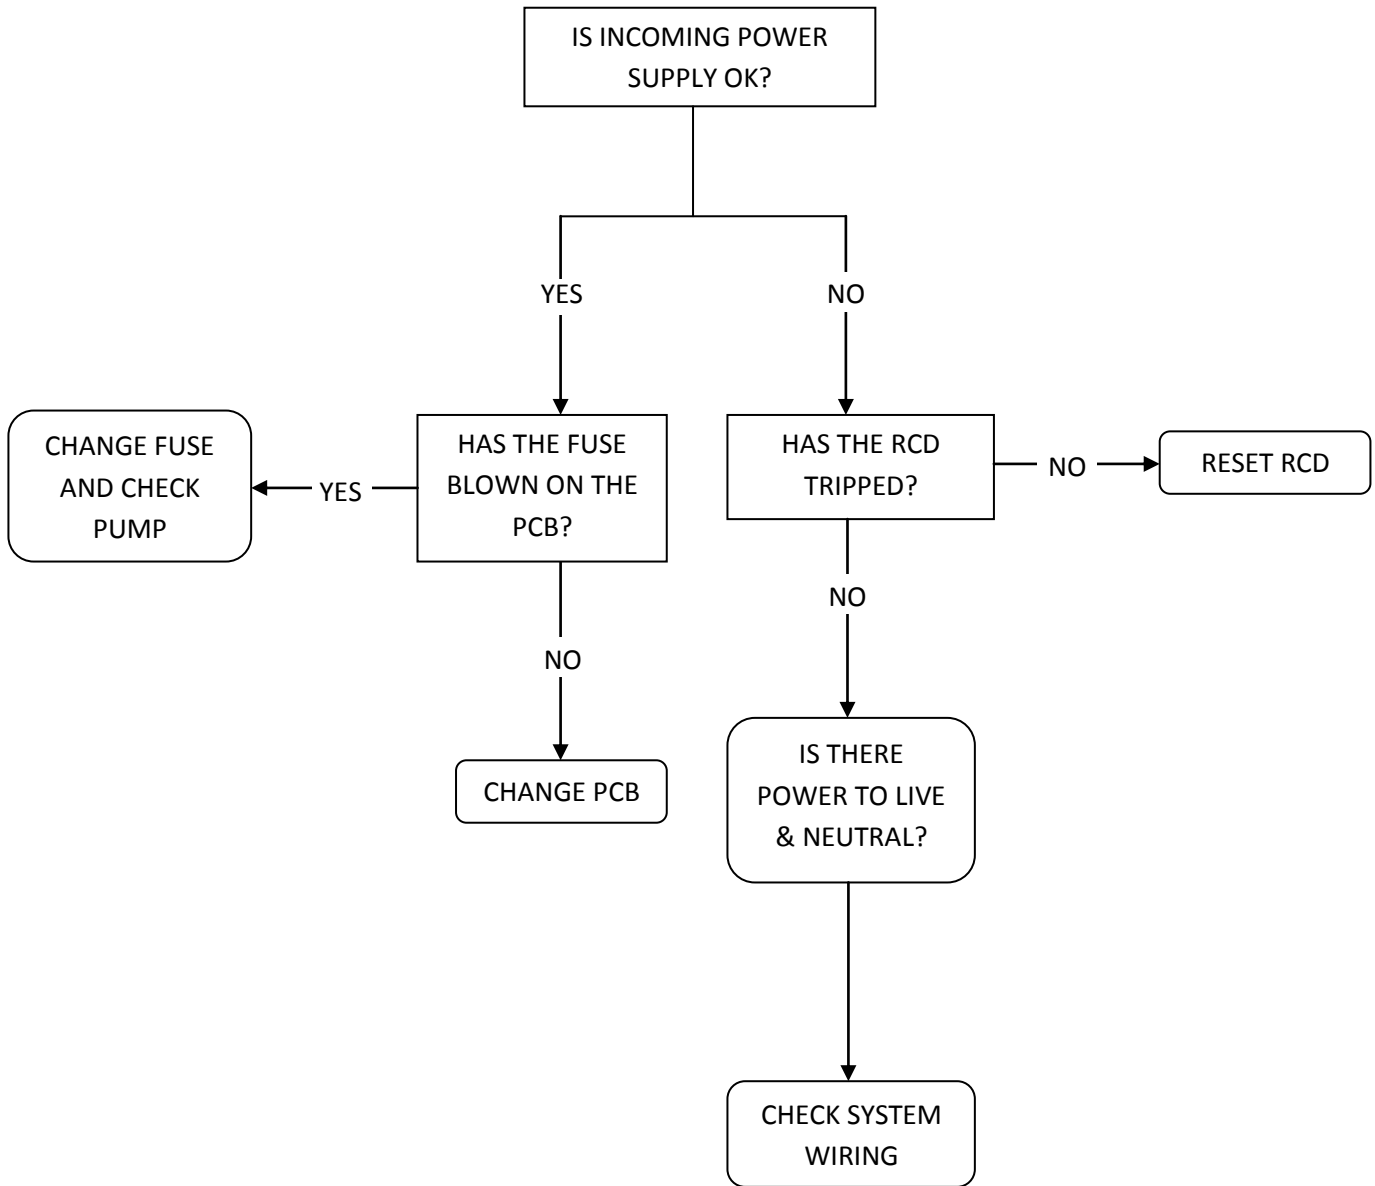 IS INCOMING POWER
SUPPLY OK?
YES
NO
CHANGE FUSE
AND CHECK
PUMP
YES
HAS THE FUSE
BLOWN ON THE
PCB?
HAS THE RCD
TRIPPED?
NO
RESET RCD
NO
NO
CHANGE PCB
IS THERE
POWER TO LIVE
& NEUTRAL?
CHECK SYSTEM
WIRING